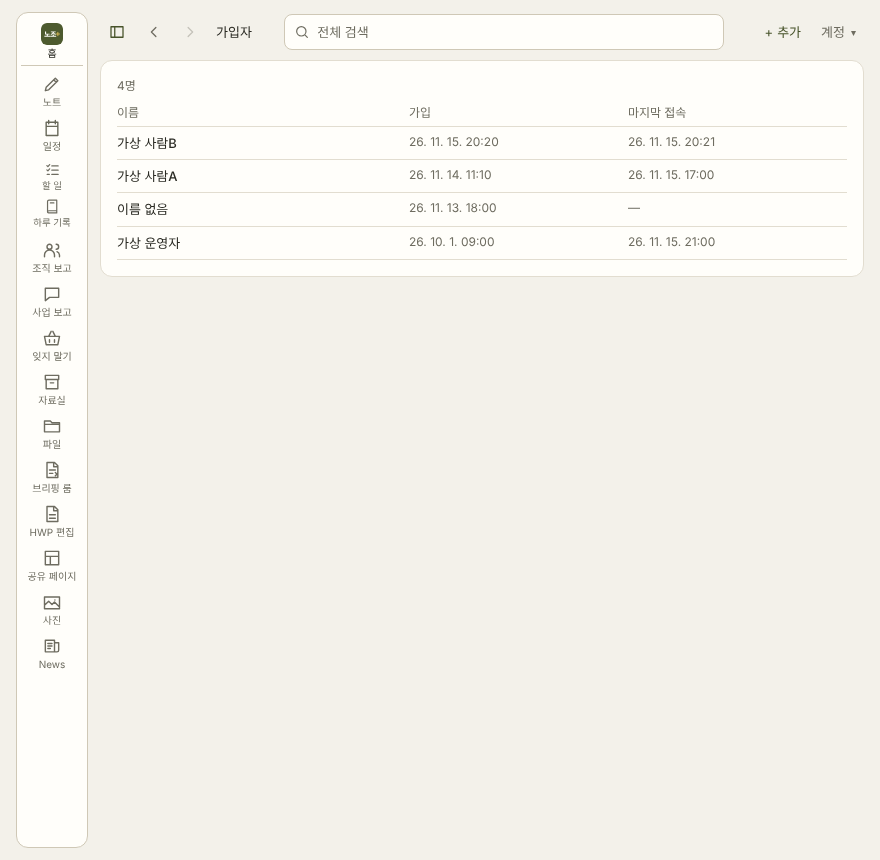 노조+
홈
노트
일정
할 일
하루 기록
조직 보고
사업 보고
잊지 말기
자료실
파일
브리핑 룸
HWP 편집
공유 페이지
사진
News
가입자
전체 검색
+ 추가
계정 ▾
4명
이름 가입 마지막 접속
가상 사람B 26. 11. 15. 20:20 26. 11. 15. 20:21
가상 사람A 26. 11. 14. 11:10 26. 11. 15. 17:00
이름 없음 26. 11. 13. 18:00 —
가상 운영자 26. 10. 1. 09:00 26. 11. 15. 21:00